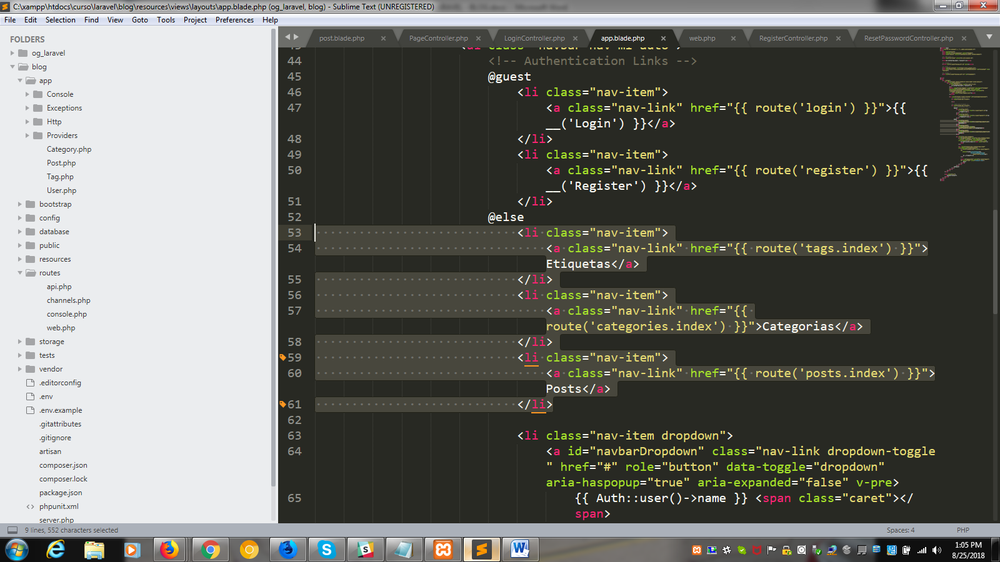 C:\xampp\htdocs\curso\laravel\blog\resources\views\layouts\app.blade.php (og_laravel, blog) - Sublime Text (UNREGISTERED)
File Edit Selection Find View Goto Tools Project Preferences Help
FOLDERS
og_laravel
blog
app
Console
Exceptions
Http
Providers
Category.php
Post.php
Tag.php
User.php
bootstrap
config
database
public
resources
routes
api.php
channels.php
console.php
web.php
storage
tests
vendor
.editorconfig
.env
.env.example
.gitattributes
.gitignore
artisan
composer.json
composer.lock
package.json
phpunit.xml
server.php
post.blade.php PageController.php LoginController.php app.blade.php web.php RegisterController.php ResetPasswordController.php
44 <!-- Authentication Links -->
45 @guest
46 <li class="nav-item">
47 <a class="nav-link" href="{{ route('login') }}">{{
__('Login') }}</a>
48 </li>
49 <li class="nav-item">
50 <a class="nav-link" href="{{ route('register') }}">{{
__('Register') }}</a>
51 </li>
52 @else
53 <li class="nav-item">
54 <a class="nav-link" href="{{ route('tags.index') }}">
Etiquetas</a>
55 </li>
56 <li class="nav-item">
57 <a class="nav-link" href="{{
route('categories.index') }}">Categorias</a>
58 </li>
59 <li class="nav-item">
60 <a class="nav-link" href="{{ route('posts.index') }}">
Posts</a>
61 </li>
62
63 <li class="nav-item dropdown">
64 <a id="navbarDropdown" class="nav-link dropdown-toggle
" href="#" role="button" data-toggle="dropdown"
aria-haspopup="true" aria-expanded="false" v-pre>
65 {{ Auth::user()->name }} <span class="caret"></
span>
9 lines, 552 characters selected Spaces: 4 PHP
1:05 PM
8/25/2018